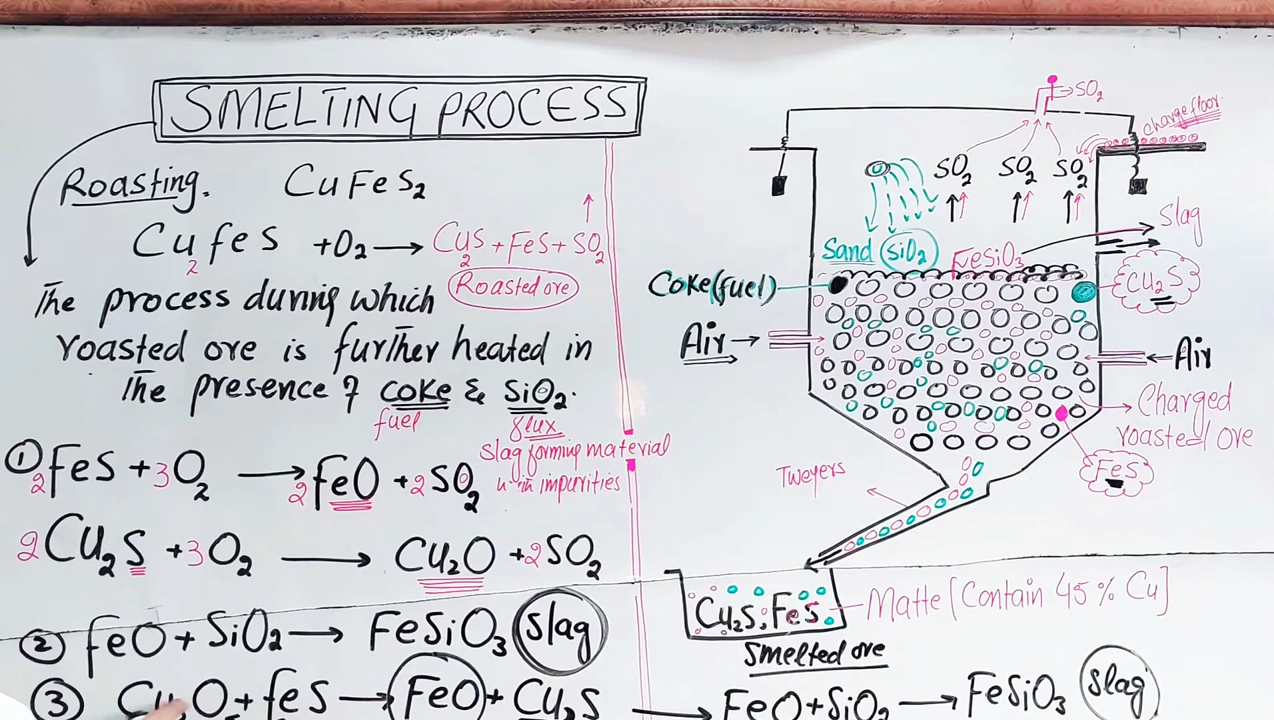 SMELTING PROCESS
Roasting. CuFeS₂
Cu₂feS +O₂ → Cu₂S + FeS + SO₂ ↑
Roasted ore
The process during which
roasted ore is further heated in
The presence of coke & SiO₂.
fuel flux
Slag forming material
impurities
① 2FeS + 3O₂ → 2FeO + 2SO₂
2Cu₂S + 3O₂ → Cu₂O + 2SO₂
② feO + SiO₂ → FeSiO₃ Slag
③ Cu₂O + feS → FeO + Cu₂S → FeO + SiO₂ → FeSiO₃ Slag
SO₂
charge floor
SO₂ SO₂ SO₂
Slag
Sand (SiO₂) FeSiO₃
Coke(fuel) Cu₂S
Air → ← Air
Charged
roasted ore
FeS
Tweyers
Cu₂S; FeS Matte [Contain 45% Cu]
Smelted ore